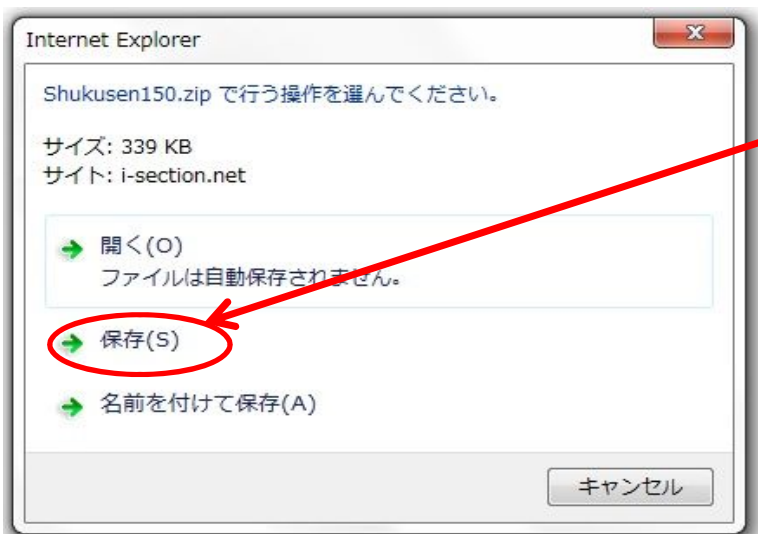 Internet Explorer
Shukusen150.zip で行う操作を選んでください。
サイズ: 339 KB
サイト: i-section.net
開く(O)
ファイルは自動保存されません。
保存(S)
名前を付けて保存(A)
キャンセル